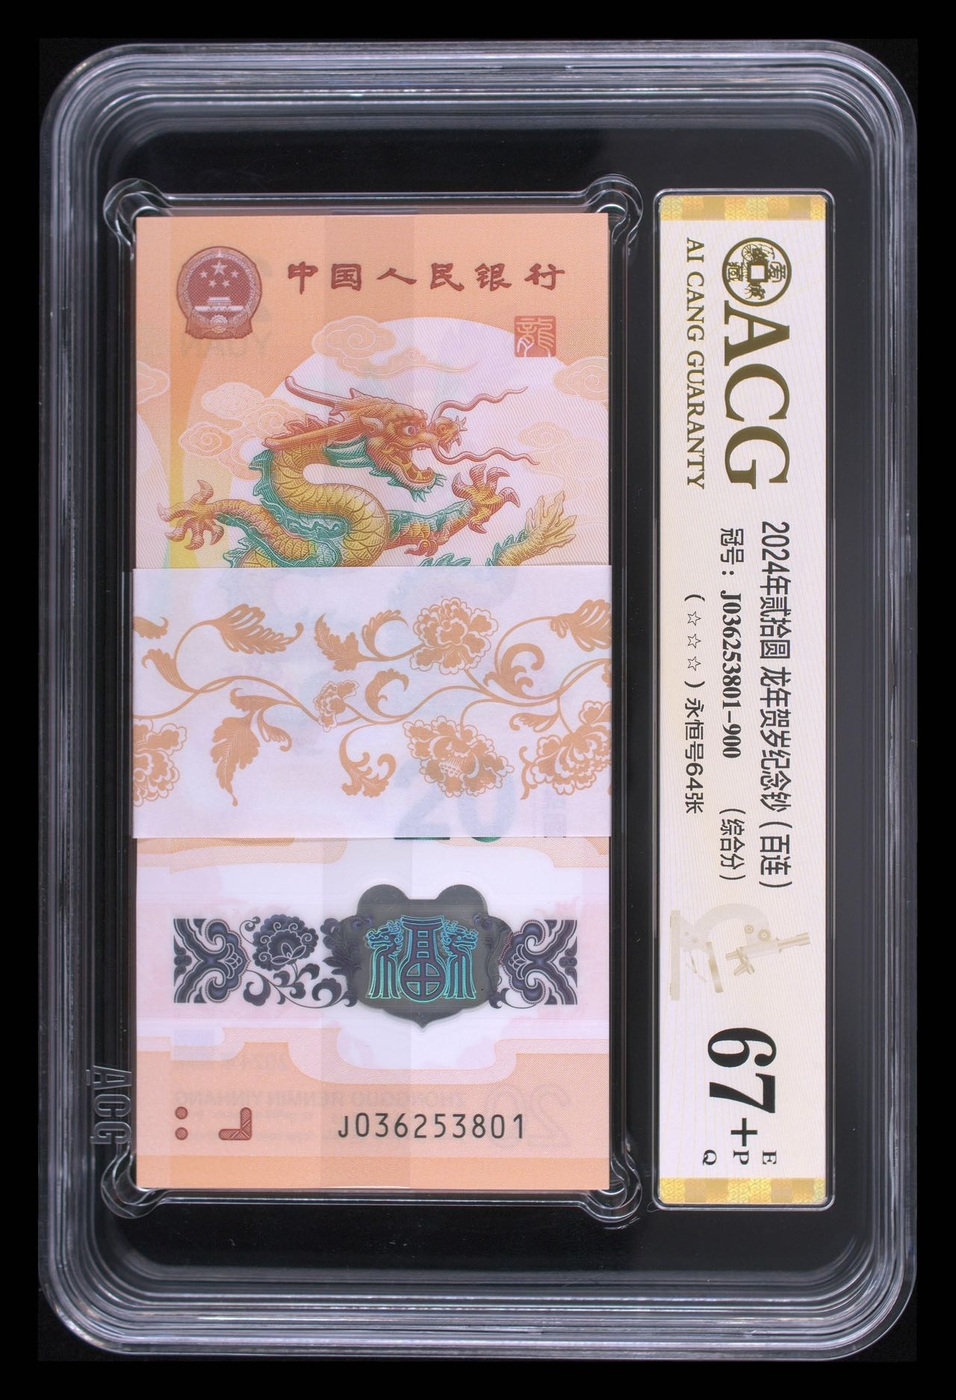 中国人民银行
龍
20
J036253801
ACG
ACG
AI CANG GUARANTY
2024年贰拾圆 龙年贺岁纪念钞（百连）
冠号：J036253801-900 （综合分）
（☆☆☆）永恒号64张
67+
E
P
Q